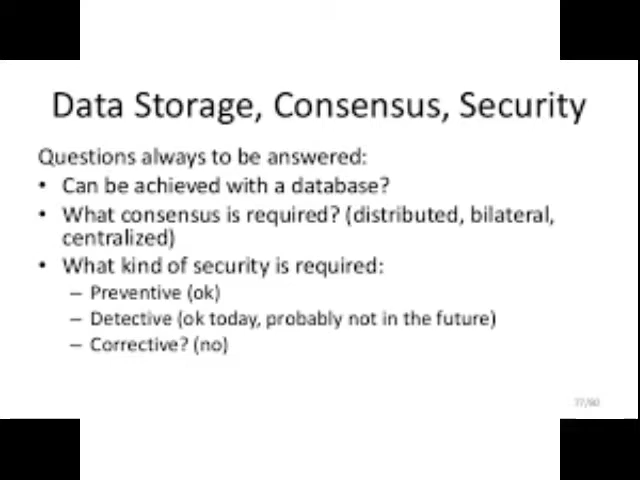 Data Storage, Consensus, Security
Questions always to be answered:
• Can be achieved with a database?
• What consensus is required? (distributed, bilateral,
centralized)
• What kind of security is required:
– Preventive (ok)
– Detective (ok today, probably not in the future)
– Corrective? (no)
77/80